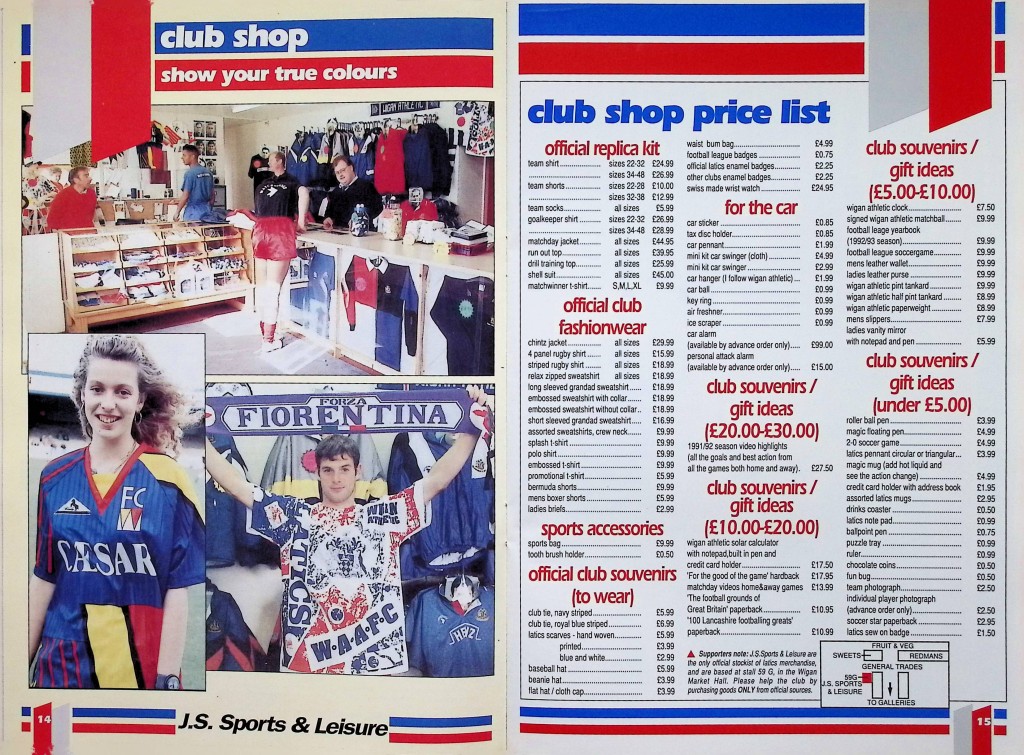 club shop
show your true colours
WIGAN ATHLETIC
FORZA
FIORENTINA
WIGAN
ATHLETIC
LATICS
W·A·A·F·C
FC
CÆSAR
14
J.S. Sports & Leisure
club shop price list
official replica kit
team shirt .................. sizes 22-32 £24.99
.................. sizes 34-48 £26.99
team shorts .................. sizes 22-28 £10.00
.................. sizes 32-38 £12.99
team socks .................. all sizes £5.99
goalkeeper shirt .......... sizes 22-32 £26.99
.................. sizes 34-48 £28.99
matchday jacket .......... all sizes £44.95
run out top .................. all sizes £39.95
drill training top .......... all sizes £25.99
shell suit .................. all sizes £45.00
matchwinner t-shirt ...... S,M,L,XL £9.99
official club
fashionwear
chintz jacket .................. all sizes £29.99
4 panel rugby shirt ...... all sizes £15.99
striped rugby shirt ...... all sizes £18.99
relax zipped sweatshirt all sizes £18.99
long sleeved grandad sweatshirt ..... £18.99
embossed sweatshirt with collar ....... £18.99
embossed sweatshirt without collar .. £18.99
short sleeved grandad sweatshirt ..... £16.99
assorted sweatshirts, crew neck ....... £9.99
splash t-shirt .................. £9.99
polo shirt .................. £9.99
embossed t-shirt .................. £9.99
promotional t-shirt .................. £5.99
bermuda shorts .................. £9.99
mens boxer shorts .................. £5.99
ladies briefs .................. £2.99
sports accessories
sports bag .................. £9.99
tooth brush holder .................. £0.50
official club souvenirs
(to wear)
club tie, navy striped .................. £5.99
club tie, royal blue striped .................. £6.99
latics scarves - hand woven .................. £5.99
printed .................. £3.99
blue and white .................. £2.99
baseball hat .................. £5.99
beanie hat .................. £3.99
flat hat / cloth cap .................. £3.99
waist bum bag .................. £4.99
football league badges .................. £0.75
official latics enamel badges .................. £2.25
other clubs enamel badges .................. £2.25
swiss made wrist watch .................. £24.95
for the car
car sticker .................. £0.85
tax disc holder .................. £0.85
car pennant .................. £1.99
mini kit car swinger (cloth) .................. £4.99
mini kit car swinger .................. £2.99
car hanger (I follow wigan athletic) ... £1.99
car ball .................. £0.99
key ring .................. £0.99
air freshner .................. £0.99
ice scraper .................. £0.99
car alarm
(available by advance order only) ..... £99.00
personal attack alarm
(available by advance order only) ..... £15.00
club souvenirs /
gift ideas
(£20.00-£30.00)
1991/92 season video highlights
(all the goals and best action from
all the games both home and away). £27.50
club souvenirs /
gift ideas
(£10.00-£20.00)
wigan athletic solar calculator
with notepad,built in pen and
credit card holder .................. £17.50
'For the good of the game' hardback £17.95
matchday videos home&away games £13.99
'The football grounds of
Great Britain' paperback .................. £10.95
'100 Lancashire footballing greats'
paperback .................. £10.99
▲ Supporters note: J.S.Sports & Leisure are
the only official stockist of latics merchandise,
and are based at stall 59 G, in the Wigan
Market Hall. Please help the club by
purchasing goods ONLY from official sources.
club souvenirs /
gift ideas
(£5.00-£10.00)
wigan athletic clock .................. £7.50
signed wigan athletic matchball ........ £9.99
football leage yearbook
(1992/93 season) .................. £9.99
football league soccergame .................. £9.99
mens leather wallet .................. £9.99
ladies leather purse .................. £9.99
wigan athletic pint tankard .................. £9.99
wigan athletic half pint tankard ......... £8.99
wigan athletic paperweight .................. £8.99
mens slippers .................. £7.99
ladies vanity mirror
with notepad and pen .................. £5.99
club souvenirs /
gift ideas
(under £5.00)
roller ball pen .................. £3.99
magic floating pen .................. £4.99
2-0 soccer game .................. £4.99
latics pennant circular or triangular ... £3.99
magic mug (add hot liquid and
see the action change) .................. £4.99
credit card holder with address book £1.95
assorted latics mugs .................. £2.95
drinks coaster .................. £0.50
latics note pad .................. £0.99
ballpoint pen .................. £0.75
puzzle tray .................. £0.99
ruler .................. £0.99
chocolate coins .................. £0.50
fun bug .................. £0.50
team photograph .................. £2.50
individual player photograph
(advance order only) .................. £2.50
soccer star paperback .................. £2.95
latics sew on badge .................. £1.50
FRUIT & VEG
SWEETS
REDMANS
GENERAL TRADES
59G
J.S. SPORTS
& LEISURE
TO GALLERIES
15